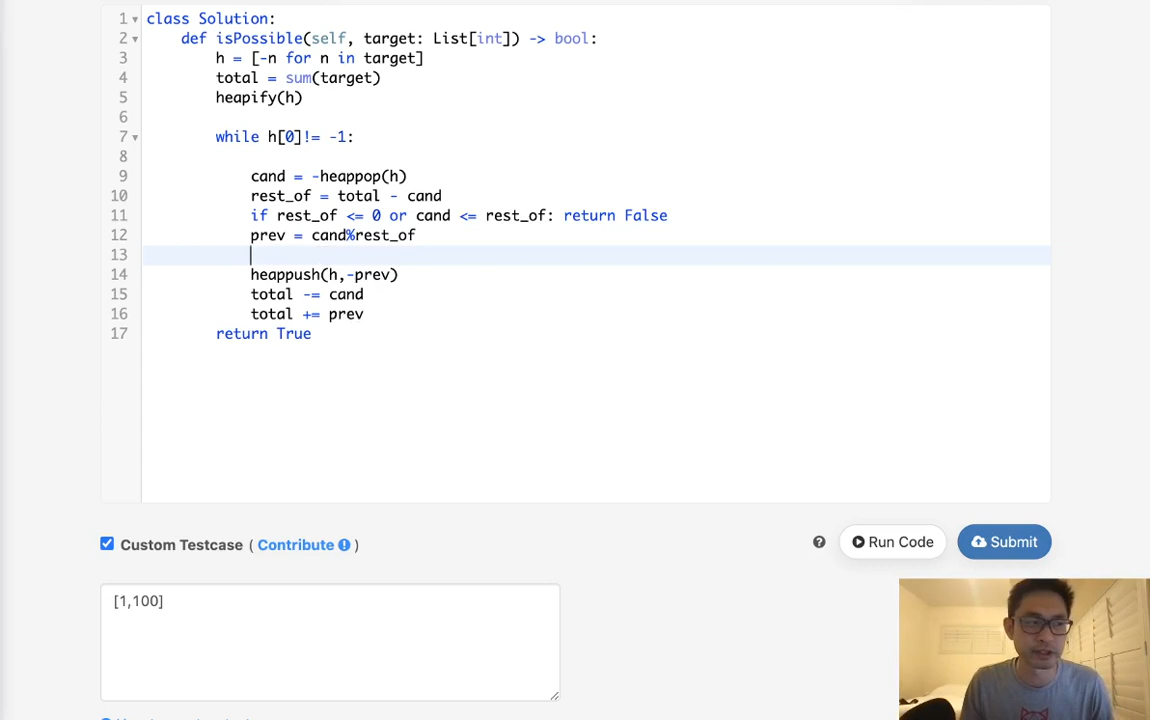 1 class Solution:
2 def isPossible(self, target: List[int]) -> bool:
3 h = [-n for n in target]
4 total = sum(target)
5 heapify(h)
6
7 while h[0]!= -1:
8
9 cand = -heappop(h)
10 rest_of = total - cand
11 if rest_of <= 0 or cand <= rest_of: return False
12 prev = cand%rest_of
13
14 heappush(h,-prev)
15 total -= cand
16 total += prev
17 return True
Custom Testcase ( Contribute )
Run Code
Submit
[1,100]